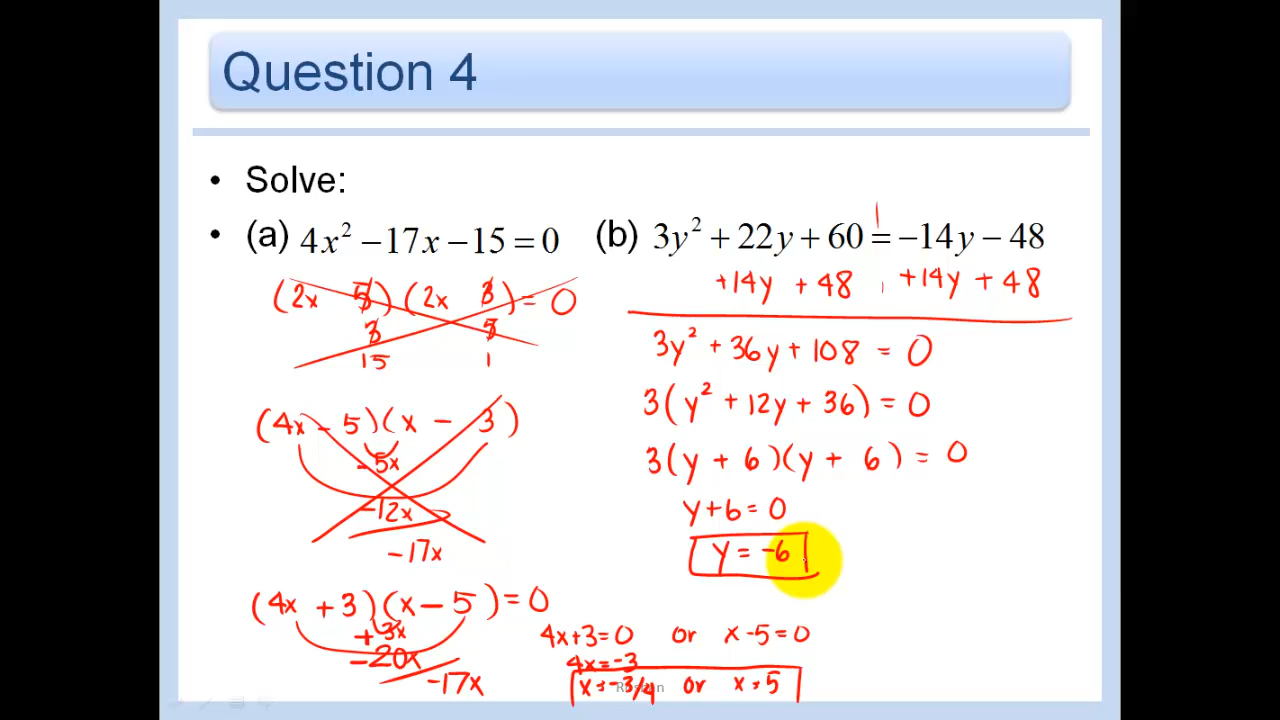 Question 4
• Solve:
• (a) 4x² − 17x − 15 = 0
(2x 5)(2x 3) = 0
3 5
15 1
(4x − 5)(x − 3)
−5x
−12x
−17x
(4x + 3)(x − 5) = 0
+3x
−20x
−17x
(b) 3y² + 22y + 60 = −14y − 48
+14y + 48 +14y + 48
3y² + 36y + 108 = 0
3(y² + 12y + 36) = 0
3(y + 6)(y + 6) = 0
y + 6 = 0
y = −6
4x+3=0 or x-5=0
4x=-3
x=-3/4 or x=5